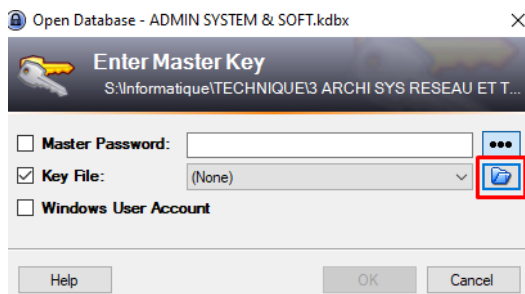 Open Database - ADMIN SYSTEM & SOFT.kdbx
Enter Master Key
S:\Informatique\TECHNIQUE\3 ARCHI SYS RESEAU ET T...
Master Password:
Key File: (None)
Windows User Account
Help OK Cancel